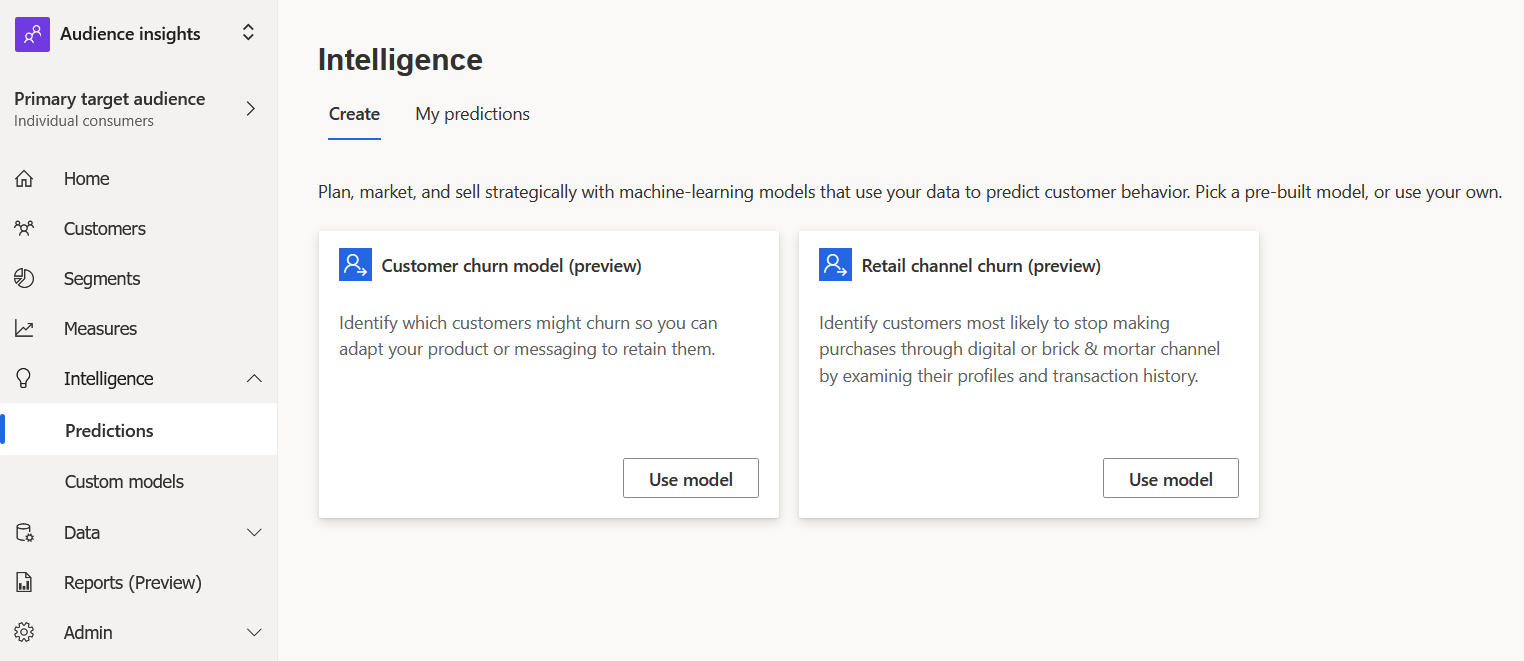 Audience insights
Primary target audience
Individual consumers
Home
Customers
Segments
Measures
Intelligence
Predictions
Custom models
Data
Reports (Preview)
Admin
Intelligence
Create
My predictions
Plan, market, and sell strategically with machine-learning models that use your data to predict customer behavior. Pick a pre-built model, or use your own.
Customer churn model (preview)
Identify which customers might churn so you can
adapt your product or messaging to retain them.
Use model
Retail channel churn (preview)
Identify customers most likely to stop making
purchases through digital or brick & mortar channel
by examinig their profiles and transaction history.
Use model